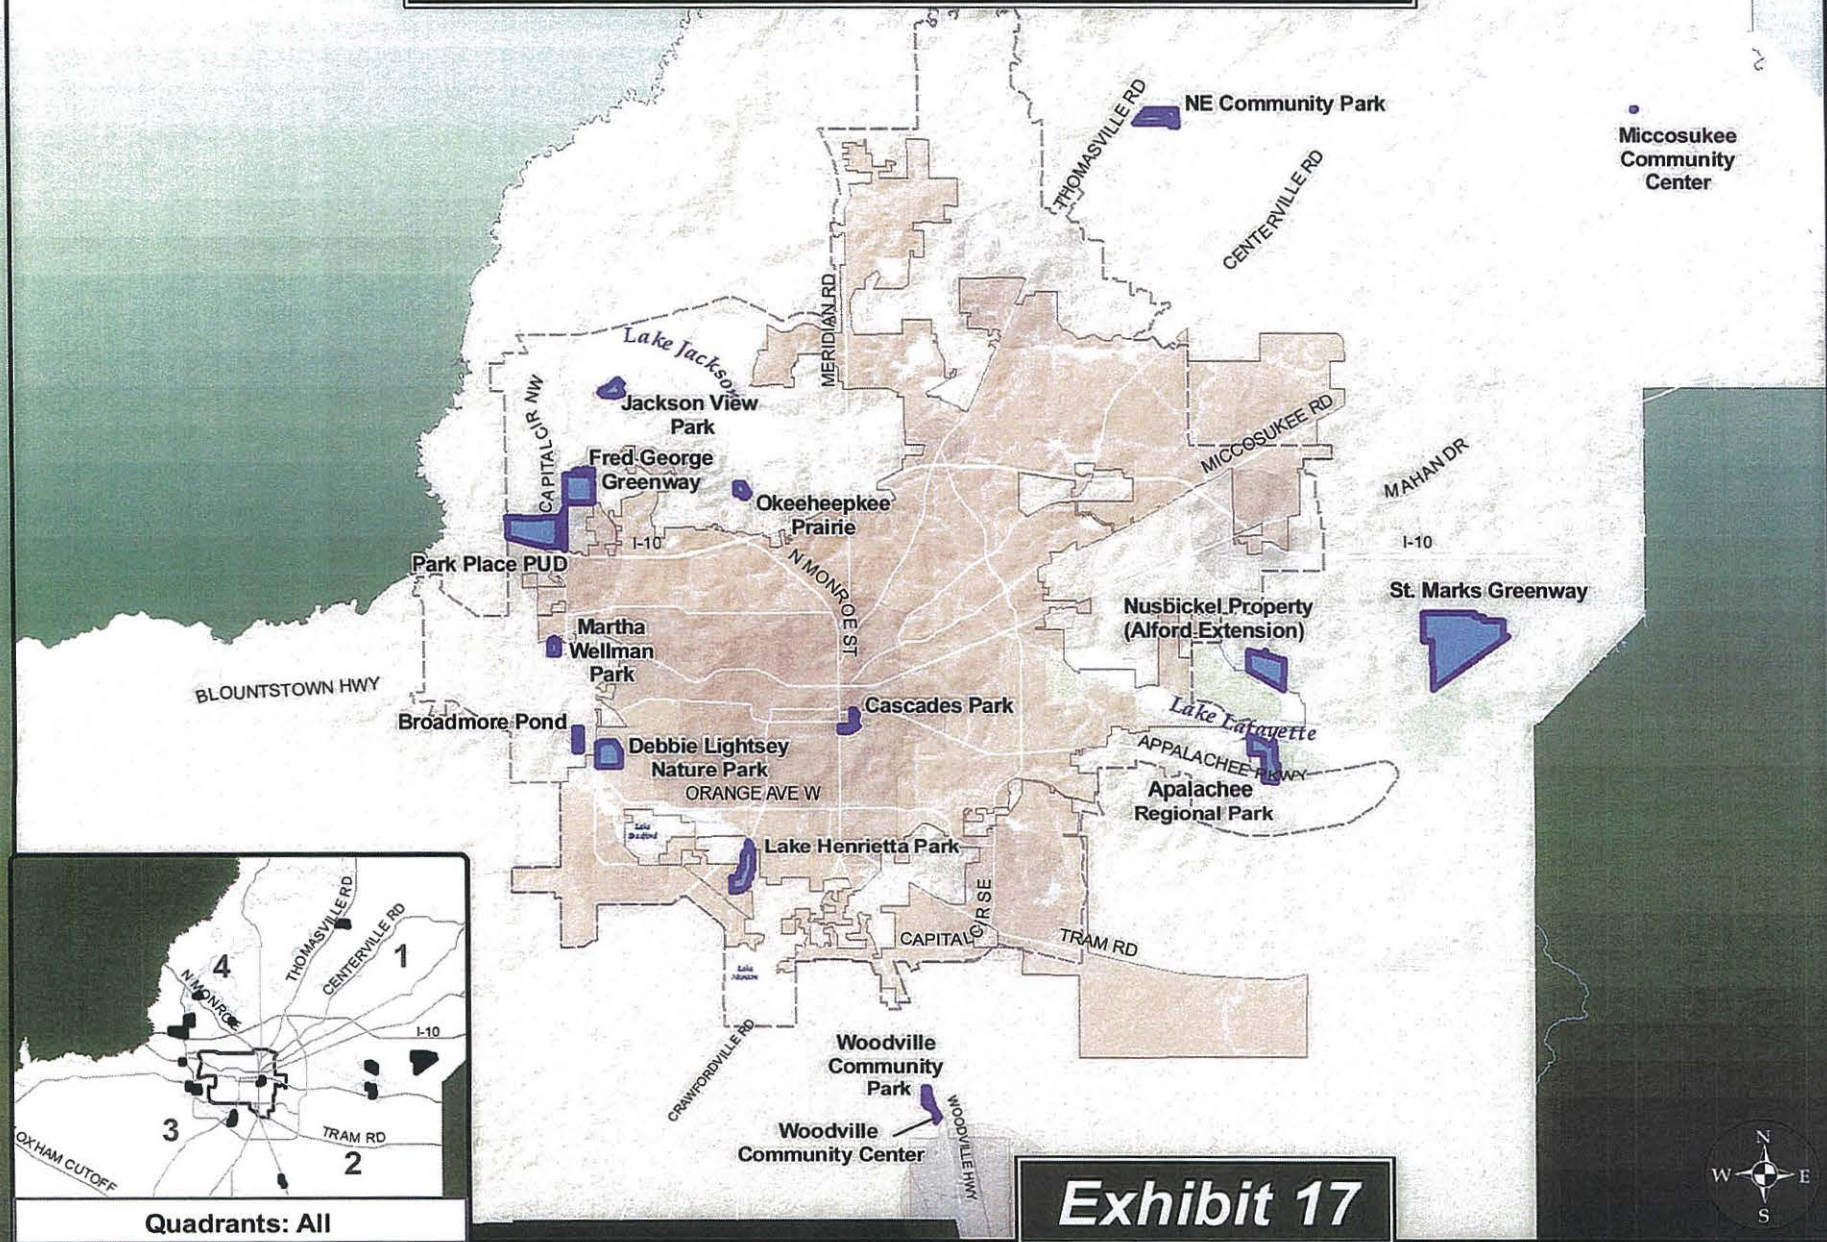 THOMASVILLE RD
NE Community Park
Miccosukee
Community
Center
CENTERVILLE RD
MERIDIAN RD
Lake Jackson
Jackson View
Park
CAPITAL CIR NW
Fred George
Greenway
Okeeheepkee
Prairie
MICCOSUKEE RD
MAHAN DR
I-10
I-10
Park Place PUD
N MONROE ST
St. Marks Greenway
Nusbickel Property
(Alford Extension)
Martha
Wellman
Park
BLOUNTSTOWN HWY
Cascades Park
Lake Lafayette
Broadmore Pond
Debbie Lightsey
Nature Park
APPALACHEE PKWY
ORANGE AVE W
Apalachee
Regional Park
Lake
Bradford
Lake Henrietta Park
CAPITAL CIR SE
TRAM RD
Lake
Munson
CRAWFORDVILLE RD
Woodville
Community
Park
WOODVILLE HWY
Woodville
Community Center
THOMASVILLE RD
CENTERVILLE RD
1
4
N MONROE
I-10
3
TRAM RD
2
OXHAM CUTOFF
Quadrants: All
Exhibit 17
N
W E
S